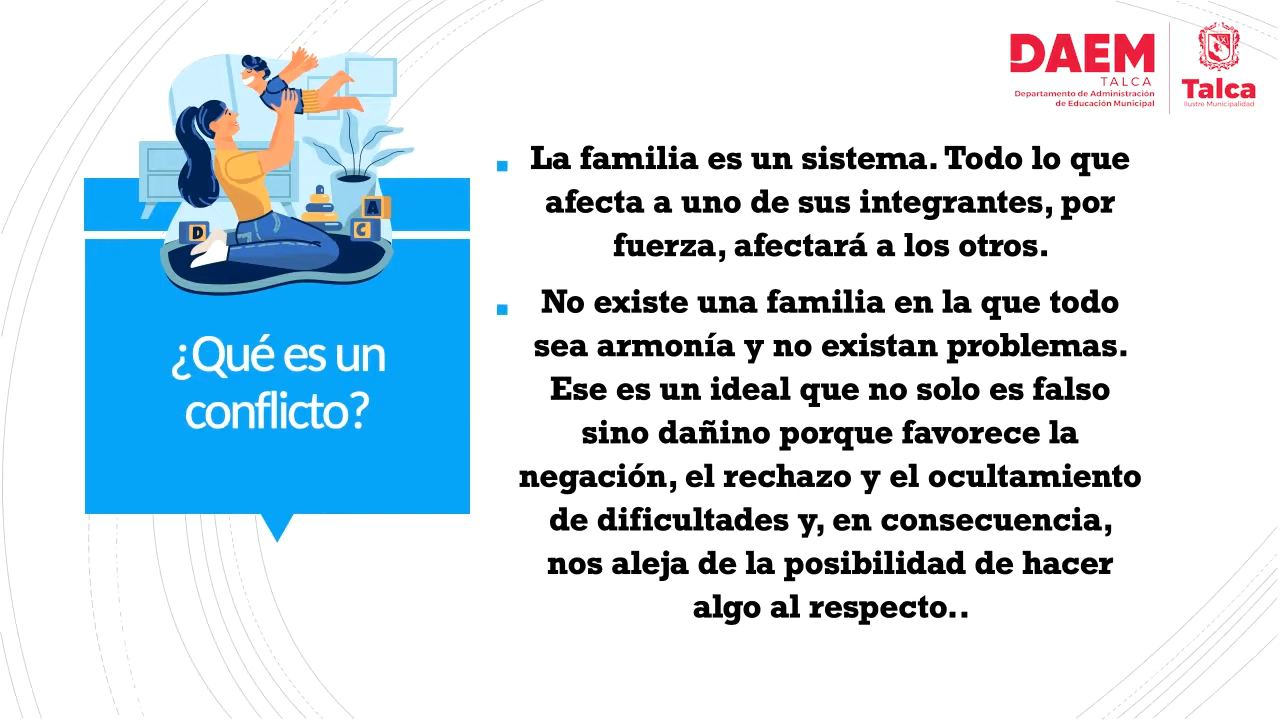 DAEM
TALCA
Departamento de Administración
de Educación Municipal
Talca
Ilustre Municipalidad
D
A
C
¿Qué es un
conflicto?
La familia es un sistema. Todo lo que
afecta a uno de sus integrantes, por
fuerza, afectará a los otros.
No existe una familia en la que todo
sea armonía y no existan problemas.
Ese es un ideal que no solo es falso
sino dañino porque favorece la
negación, el rechazo y el ocultamiento
de dificultades y, en consecuencia,
nos aleja de la posibilidad de hacer
algo al respecto..